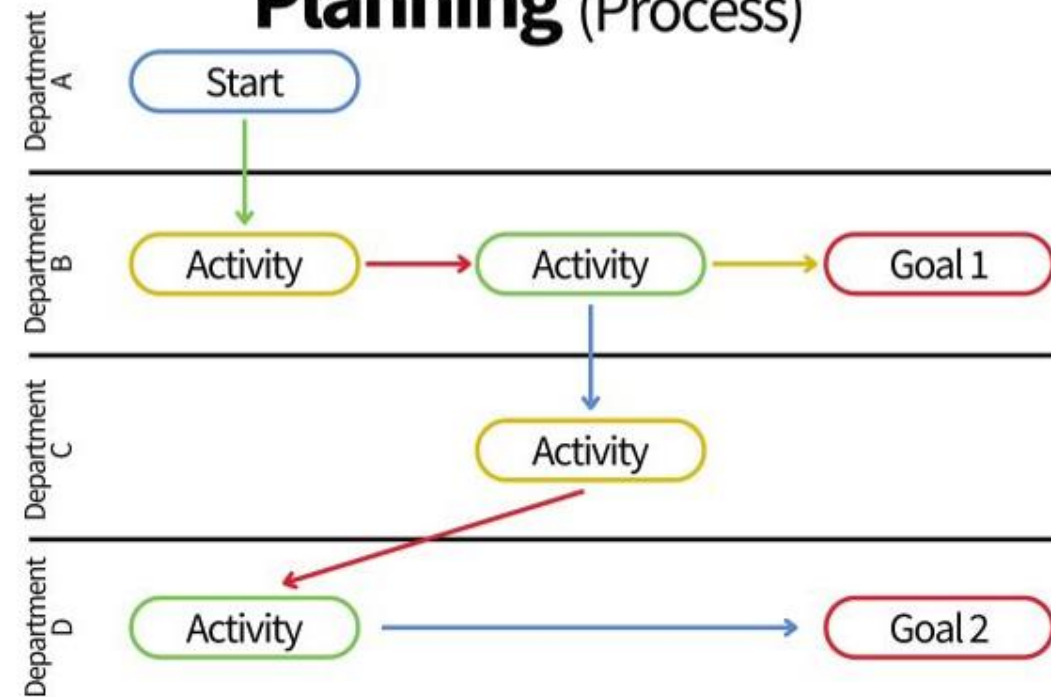 Planning (Process)
Department
A
Start
Department
B
Activity
Activity
Goal 1
Department
C
Activity
Department
D
Activity
Goal 2